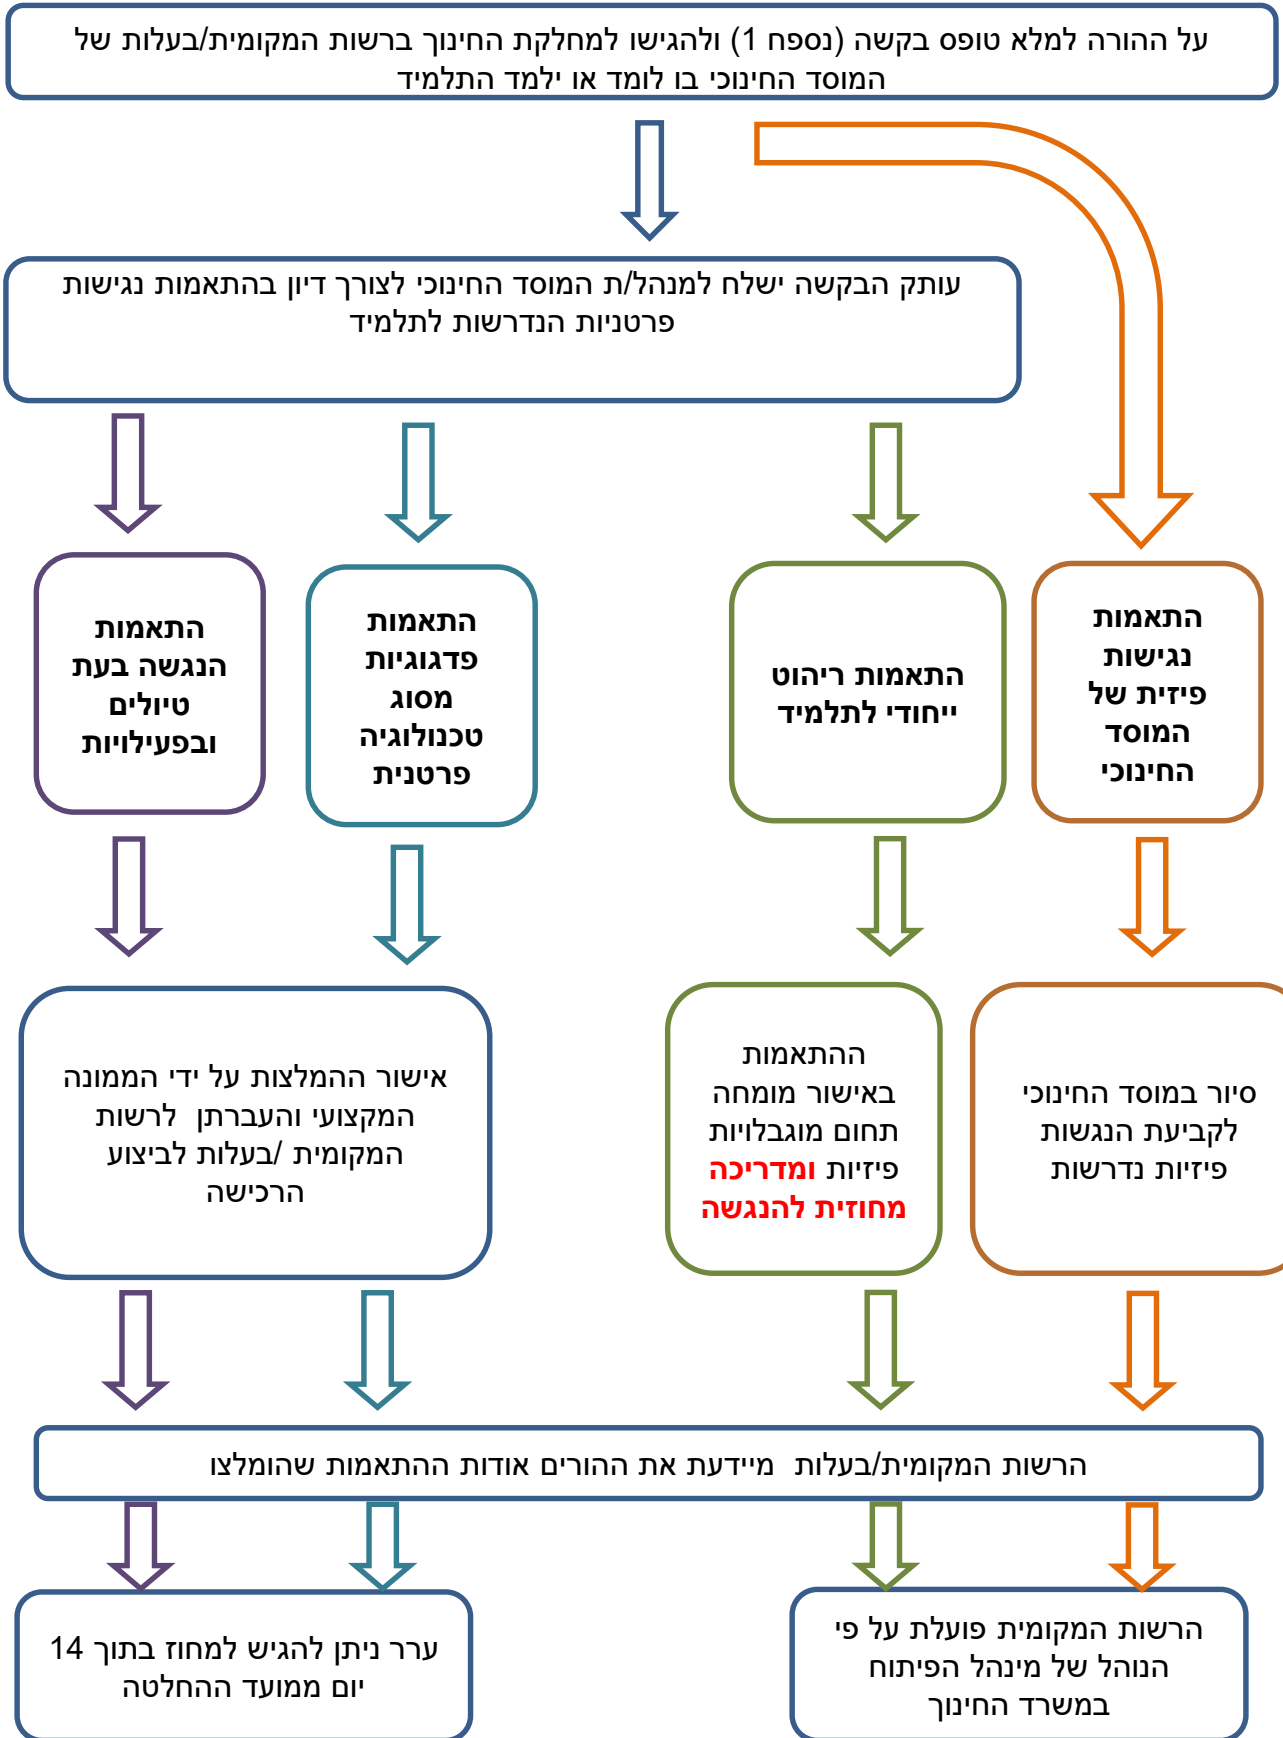 על ההורה למלא טופס בקשה (נספח 1) ולהגישו למחלקת החינוך ברשות המקומית/בעלות של
המוסד החינוכי בו לומד או ילמד התלמיד
עותק הבקשה ישלח למנהל/ת המוסד החינוכי לצורך דיון בהתאמות נגישות
פרטניות הנדרשות לתלמיד
התאמות
נגישות
פיזית של
המוסד
החינוכי
התאמות ריהוט
ייחודי לתלמיד
התאמות
פדגוגיות
מסוג
טכנולוגיה
פרטנית
התאמות
הנגשה בעת
טיולים
ובפעילויות
סיור במוסד החינוכי
לקביעת הנגשות
פיזיות נדרשות
ההתאמות
באישור מומחה
תחום מוגבלויות
פיזיות ומדריכה
מחוזית להנגשה
אישור ההמלצות על ידי הממונה
המקצועי והעברתן לרשות
המקומית /בעלות לביצוע
הרכישה
הרשות המקומית/בעלות מיידעת את ההורים אודות ההתאמות שהומלצו
הרשות המקומית פועלת על פי
הנוהל של מינהל הפיתוח
במשרד החינוך
ערר ניתן להגיש למחוז בתוך 14
יום ממועד ההחלטה